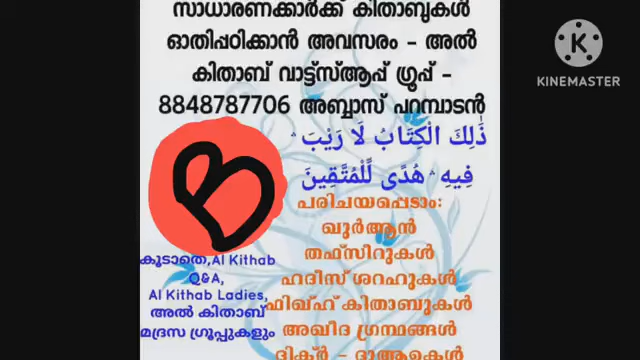 സാധാരണക്കാർക്ക് കിതാബുകൾ
ഓതിപ്പഠിക്കാൻ അവസരം - അൽ
കിതാബ് വാട്ട്സ്ആപ്പ് ഗ്രൂപ്പ് -
8848787706 അബ്ബാസ് പറമ്പാടൻ
ذَٰلِكَ الْكِتَابُ لَا رَيْبَ ۛ
فِيهِ ۛ هُدًى لِّلْمُتَّقِينَ
B
പരിചയപ്പെടാം:
ഖുർആൻ
തഫ്സീറുകൾ
ഹദീസ് ശറഹുകൾ
ഫിഖ്ഹ് കിതാബുകൾ
അഖീദ ഗ്രന്ഥങ്ങൾ
ദിക്ർ - ദുആഉകൾ
കൂടാതെ,Al Kithab
Q&A,
Al Kithab Ladies,
അൽ കിതാബ്
മദ്രസ ഗ്രൂപ്പുകളും
K
KINEMASTER